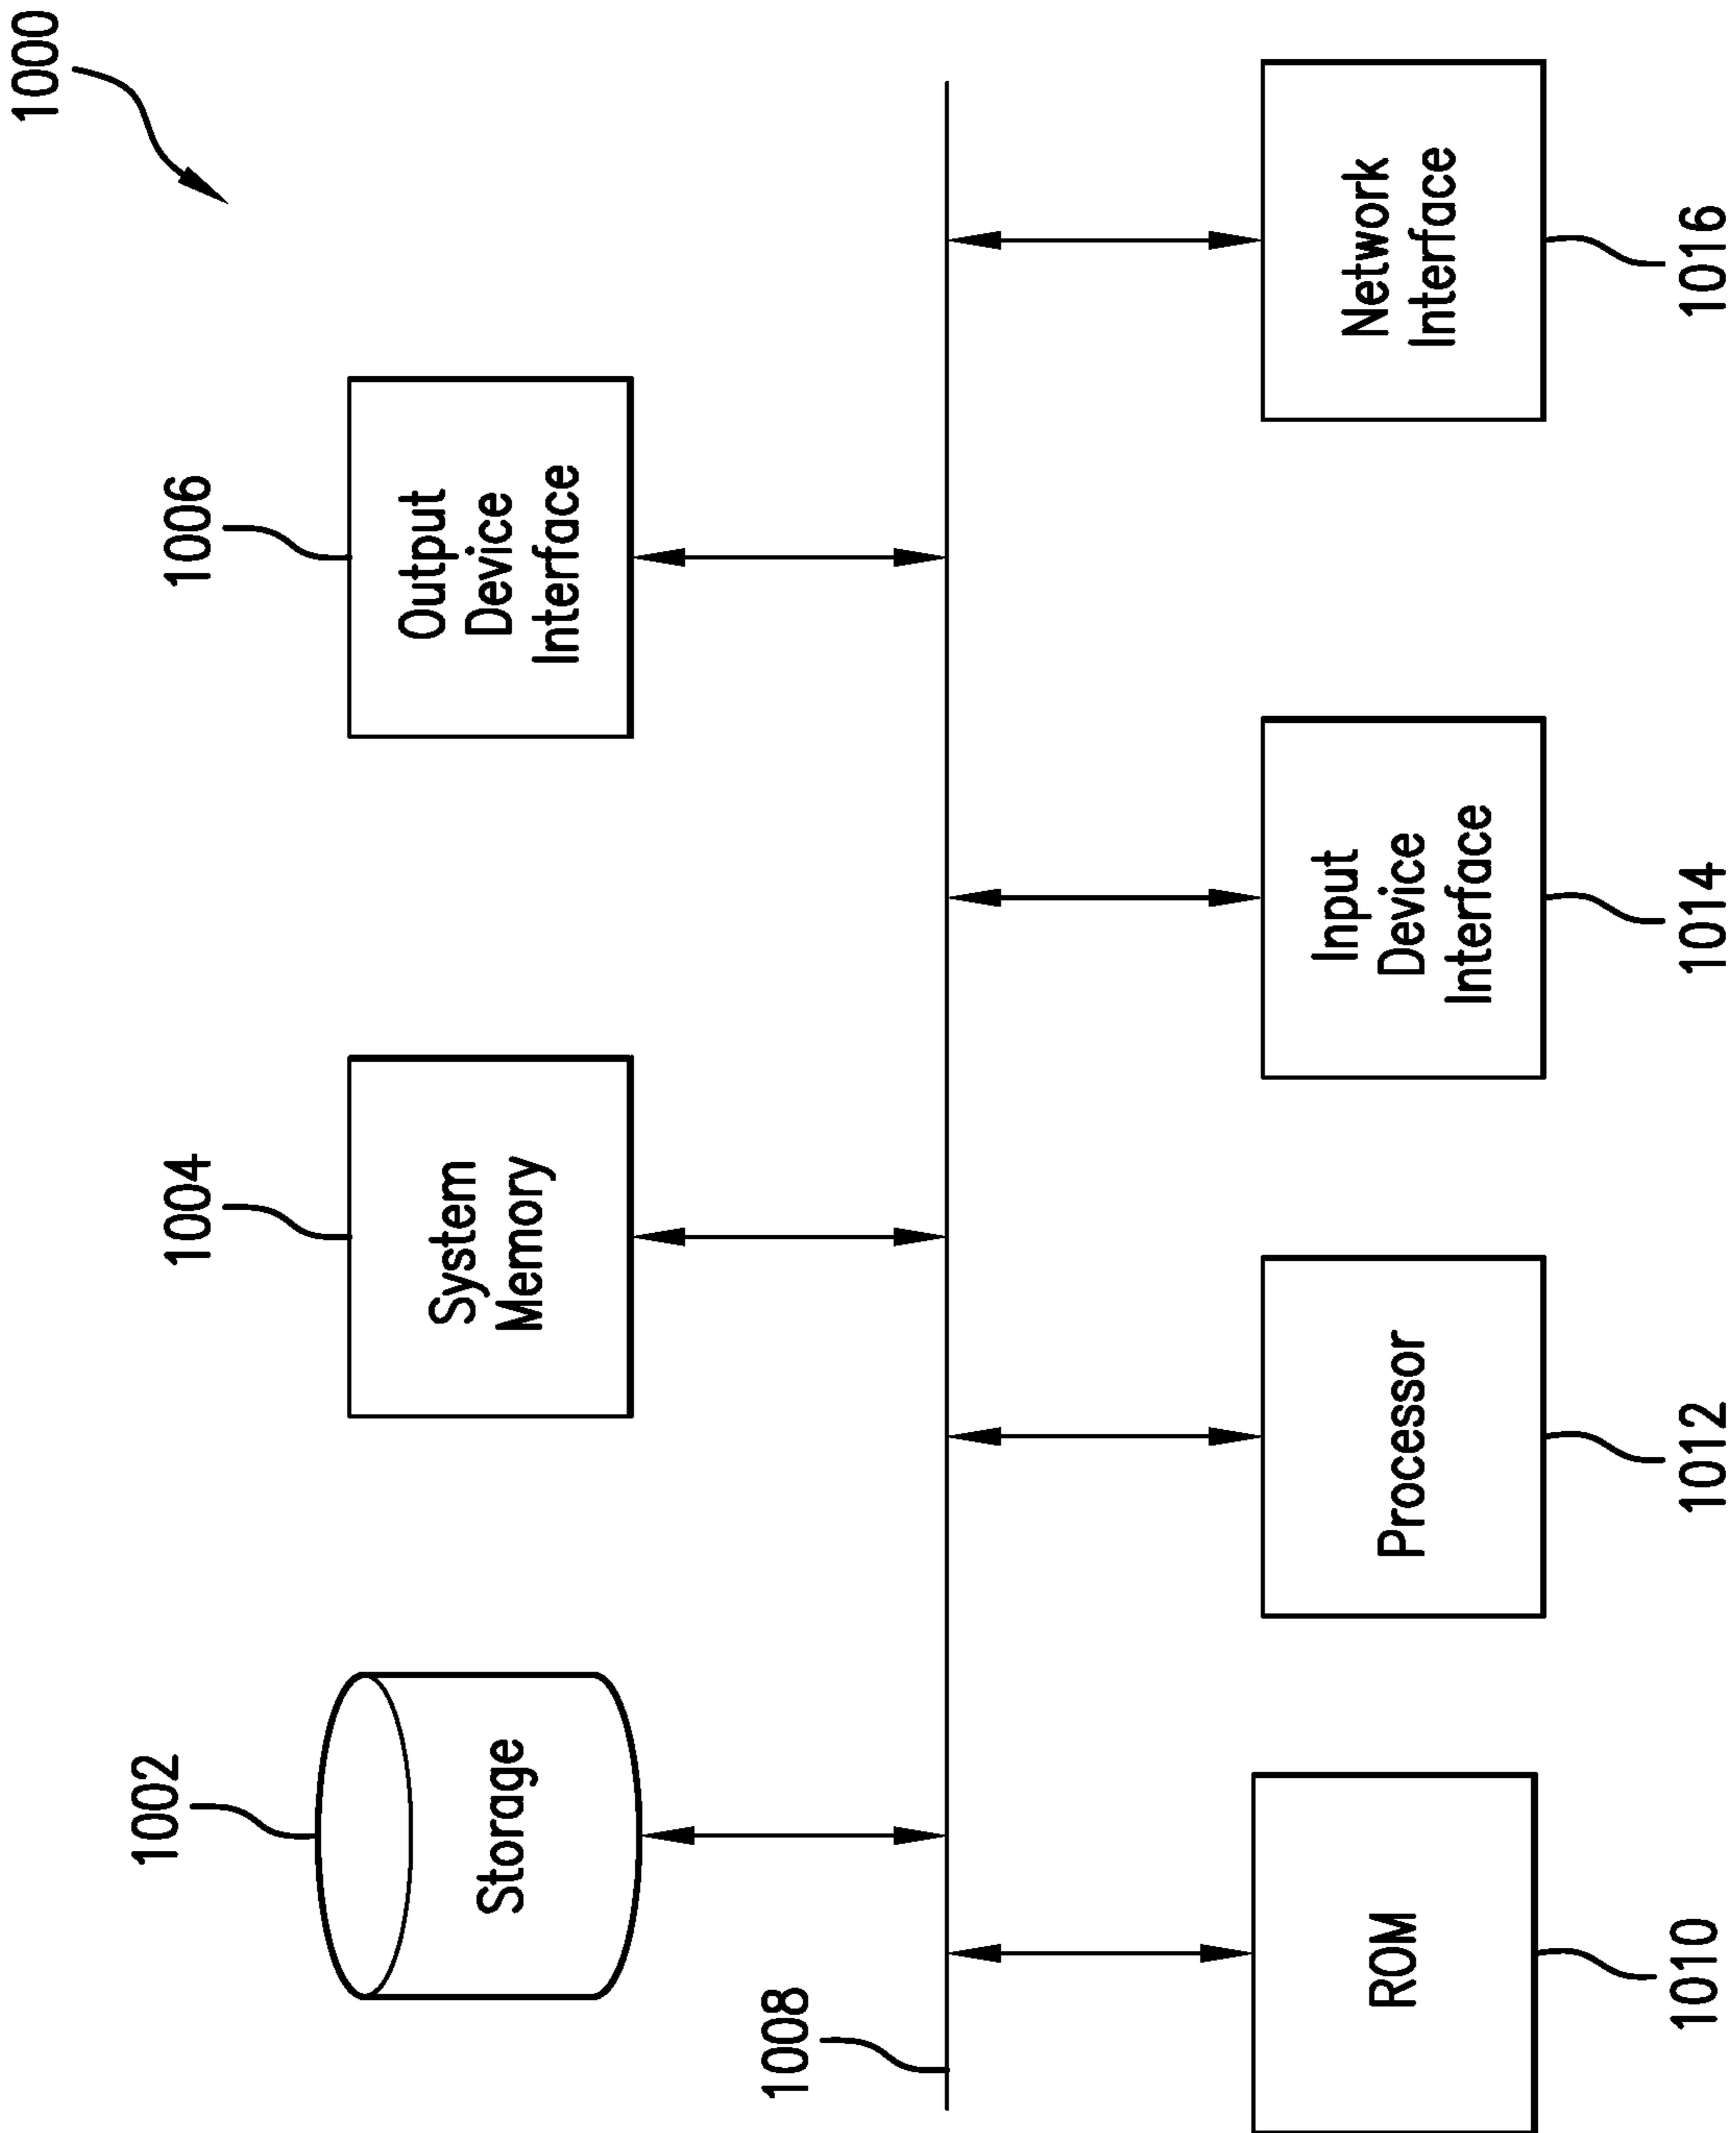 1000
1002
1004
1006
Storage
System
Memory
Output
Device
Interface
1008
ROM
Processor
Input
Device
Interface
Network
Interface
1010
1012
1014
1016